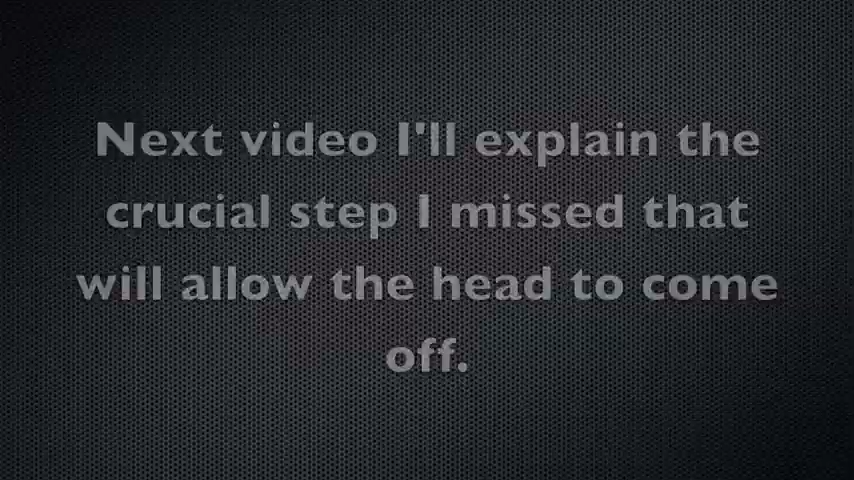 Next video I'll explain the
crucial step I missed that
will allow the head to come
off.